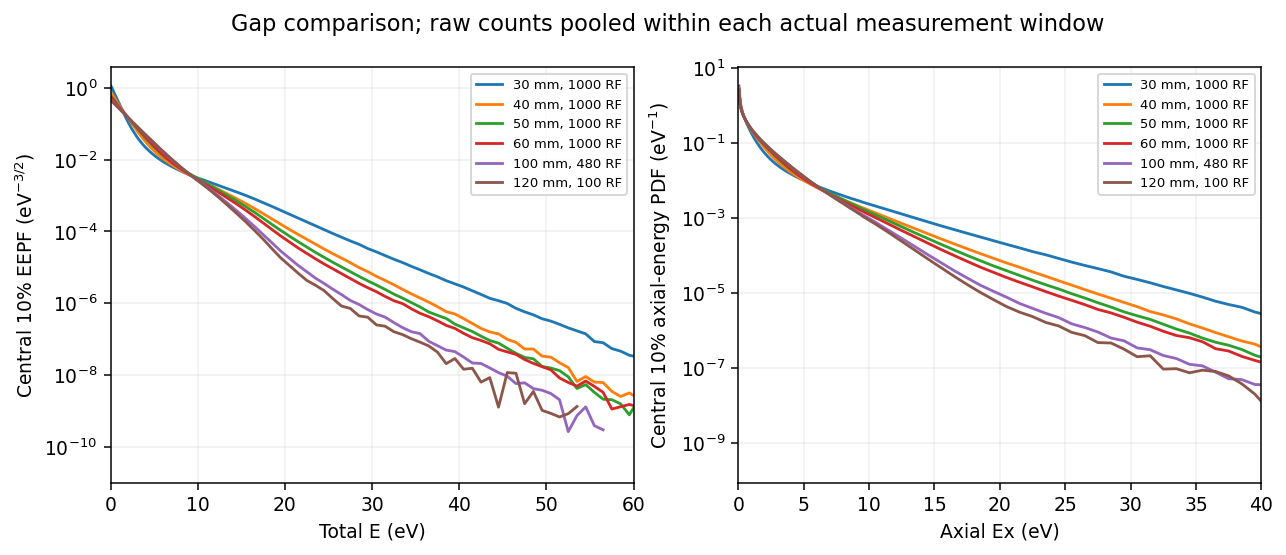 Gap comparison; raw counts pooled within each actual measurement window
Central 10% EEPF (eV^{-3/2})
10^0
10^{-2}
10^{-4}
10^{-6}
10^{-8}
10^{-10}
30 mm, 1000 RF
40 mm, 1000 RF
50 mm, 1000 RF
60 mm, 1000 RF
100 mm, 480 RF
120 mm, 100 RF
0 10 20 30 40 50 60
Total E (eV)
Central 10% axial-energy PDF (eV^{-1})
10^1
10^{-1}
10^{-3}
10^{-5}
10^{-7}
10^{-9}
30 mm, 1000 RF
40 mm, 1000 RF
50 mm, 1000 RF
60 mm, 1000 RF
100 mm, 480 RF
120 mm, 100 RF
0 5 10 15 20 25 30 35 40
Axial Ex (eV)